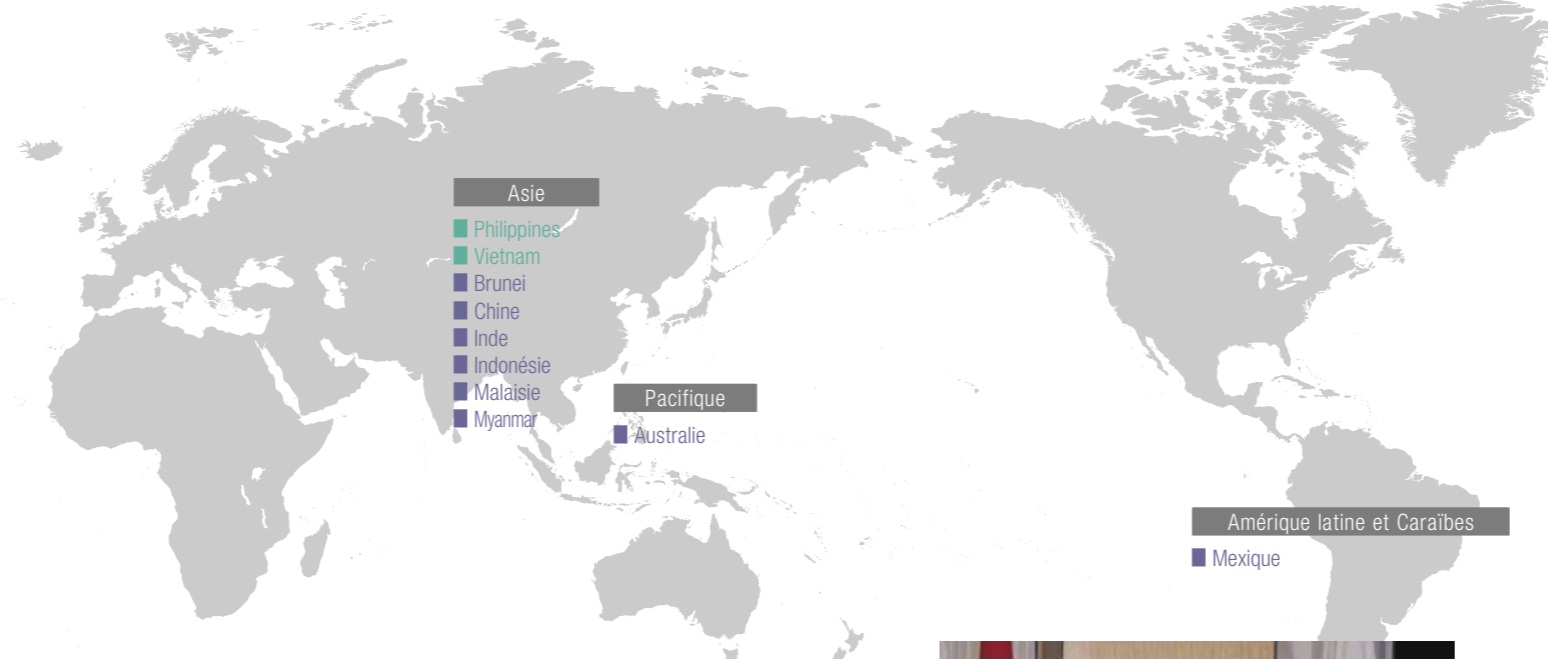 Asie
Philippines
Vietnam
Brunei
Chine
Inde
Indonésie
Malaisie
Myanmar
Pacifique
Australie
Amérique latine et Caraïbes
Mexique